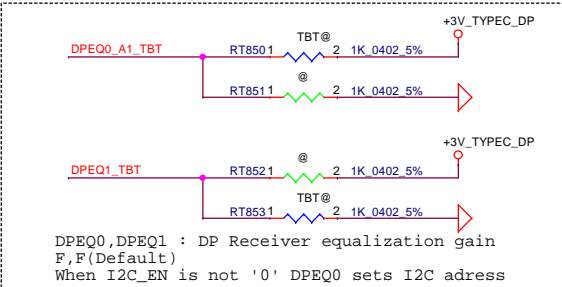 +3V_TYPEC_DP
TBT@
DPEQ0_A1_TBT RT850 1 2 1K_0402_5%
@
RT851 1 2 1K_0402_5%
+3V_TYPEC_DP
@
DPEQ1_TBT RT852 1 2 1K_0402_5%
TBT@
RT853 1 2 1K_0402_5%
DPEQ0,DPEQ1 : DP Receiver equalization gain
F,F(Default)
When I2C_EN is not '0' DPEQ0 sets I2C adress